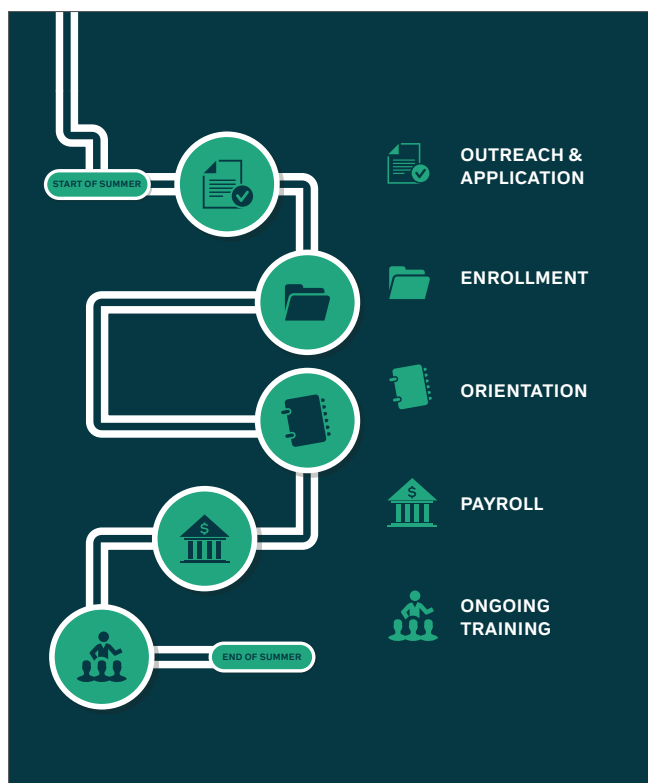 START OF SUMMER
OUTREACH &
APPLICATION
ENROLLMENT
ORIENTATION
$
$
PAYROLL
ONGOING
TRAINING
END OF SUMMER